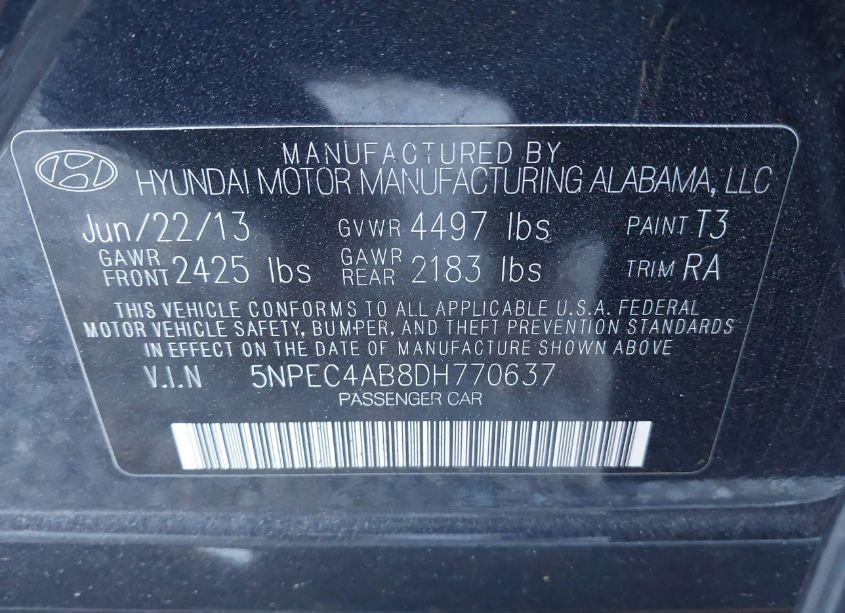 MANUFACTURED BY
HYUNDAI MOTOR MANUFACTURING ALABAMA, LLC
Jun/22/13 GVWR 4497 lbs PAINT T3
GAWR FRONT 2425 lbs GAWR REAR 2183 lbs TRIM RA
THIS VEHICLE CONFORMS TO ALL APPLICABLE U.S.A. FEDERAL
MOTOR VEHICLE SAFETY, BUMPER, AND THEFT PREVENTION STANDARDS
IN EFFECT ON THE DATE OF MANUFACTURE SHOWN ABOVE
V.I.N 5NPEC4AB8DH770637
PASSENGER CAR